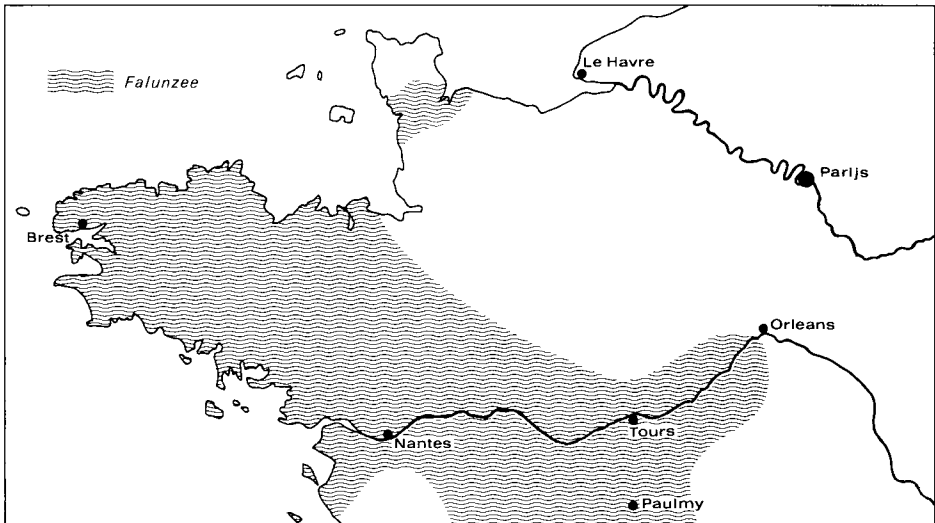 Le Havre
Falunzee
Parijs
Brest
Orleans
Tours
Nantes
Paulmy